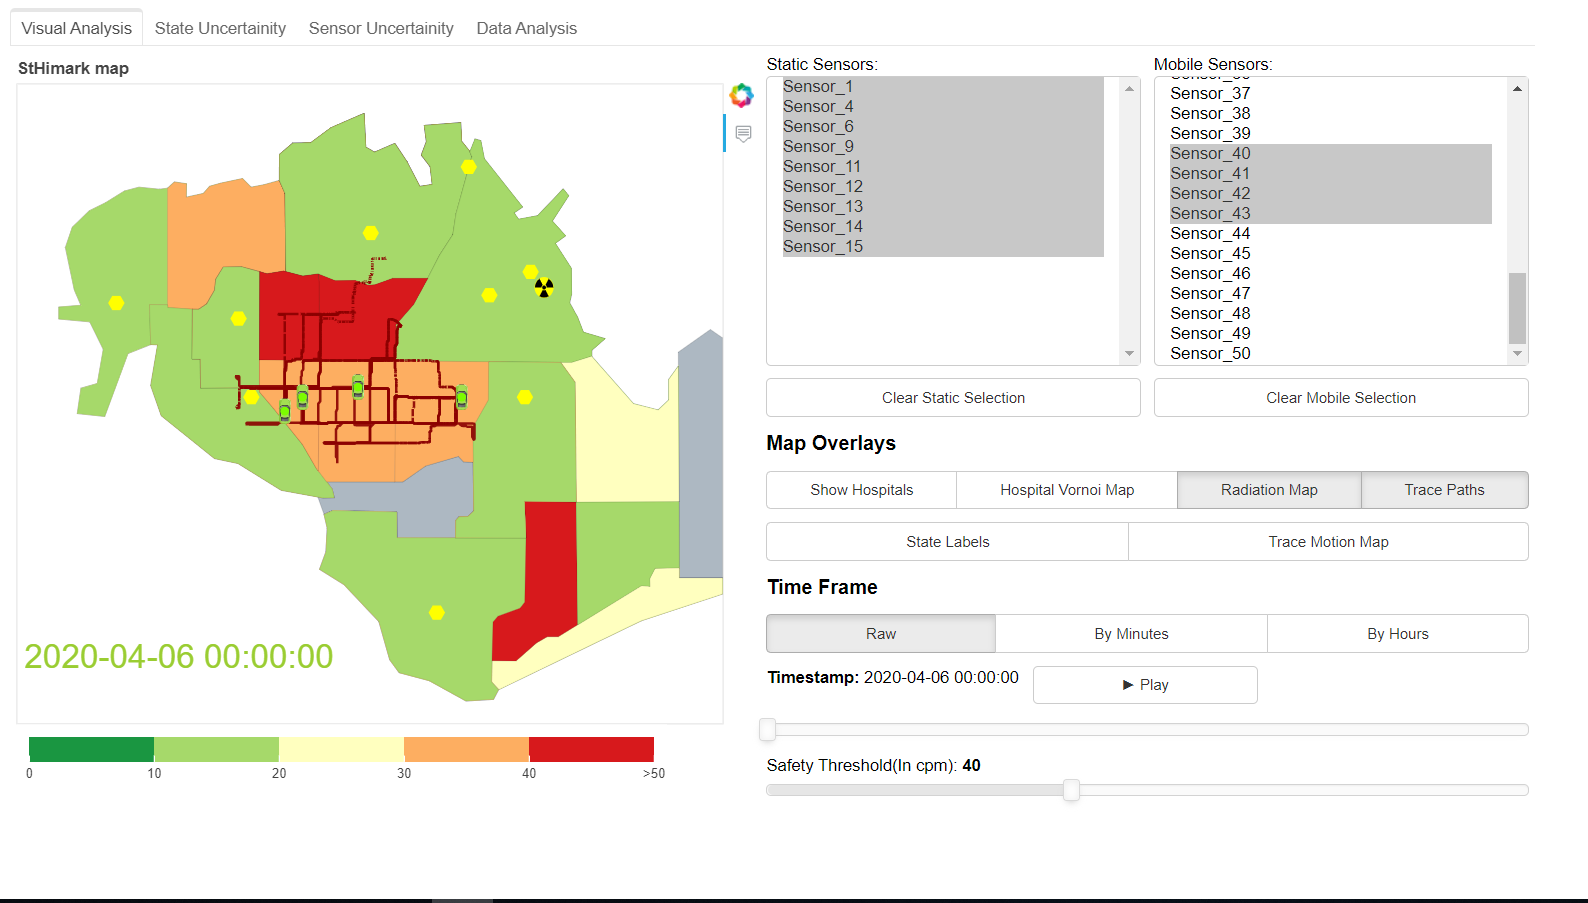 Visual Analysis State Uncertainity Sensor Uncertainity Data Analysis
StHimark map
2020-04-06 00:00:00
0 10 20 30 40 >50
Static Sensors:
Sensor_1
Sensor_4
Sensor_6
Sensor_9
Sensor_11
Sensor_12
Sensor_13
Sensor_14
Sensor_15
Clear Static Selection
Mobile Sensors:
Sensor_37
Sensor_38
Sensor_39
Sensor_40
Sensor_41
Sensor_42
Sensor_43
Sensor_44
Sensor_45
Sensor_46
Sensor_47
Sensor_48
Sensor_49
Sensor_50
Clear Mobile Selection
Map Overlays
Show Hospitals Hospital Vornoi Map Radiation Map Trace Paths
State Labels Trace Motion Map
Time Frame
Raw By Minutes By Hours
Timestamp: 2020-04-06 00:00:00 ► Play
Safety Threshold(In cpm): 40